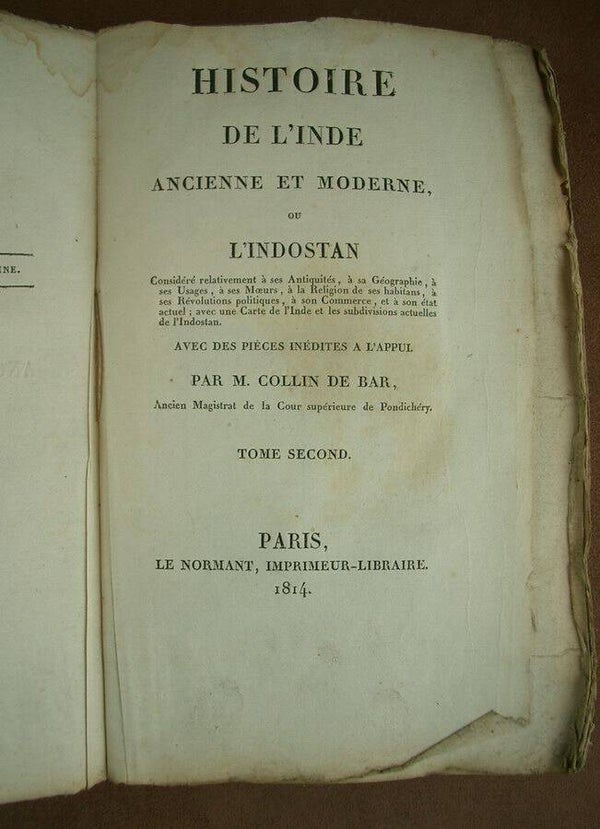 HISTOIRE
DE L'INDE
ANCIENNE ET MODERNE,
OU
L'INDOSTAN
Considéré relativement à ses Antiquités, à sa Géographie, à
ses Usages, à ses Mœurs, à la Religion de ses habitans, à
ses Révolutions politiques, à son Commerce, et à son état
actuel; avec une Carte de l'Inde et les subdivisions actuelles
de l'Indostan.
AVEC DES PIÈCES INÉDITES A L'APPUI.
PAR M. COLLIN DE BAR,
Ancien Magistrat de la Cour supérieure de Pondichéry.
TOME SECOND.
PARIS,
LE NORMANT, IMPRIMEUR-LIBRAIRE.
1814.